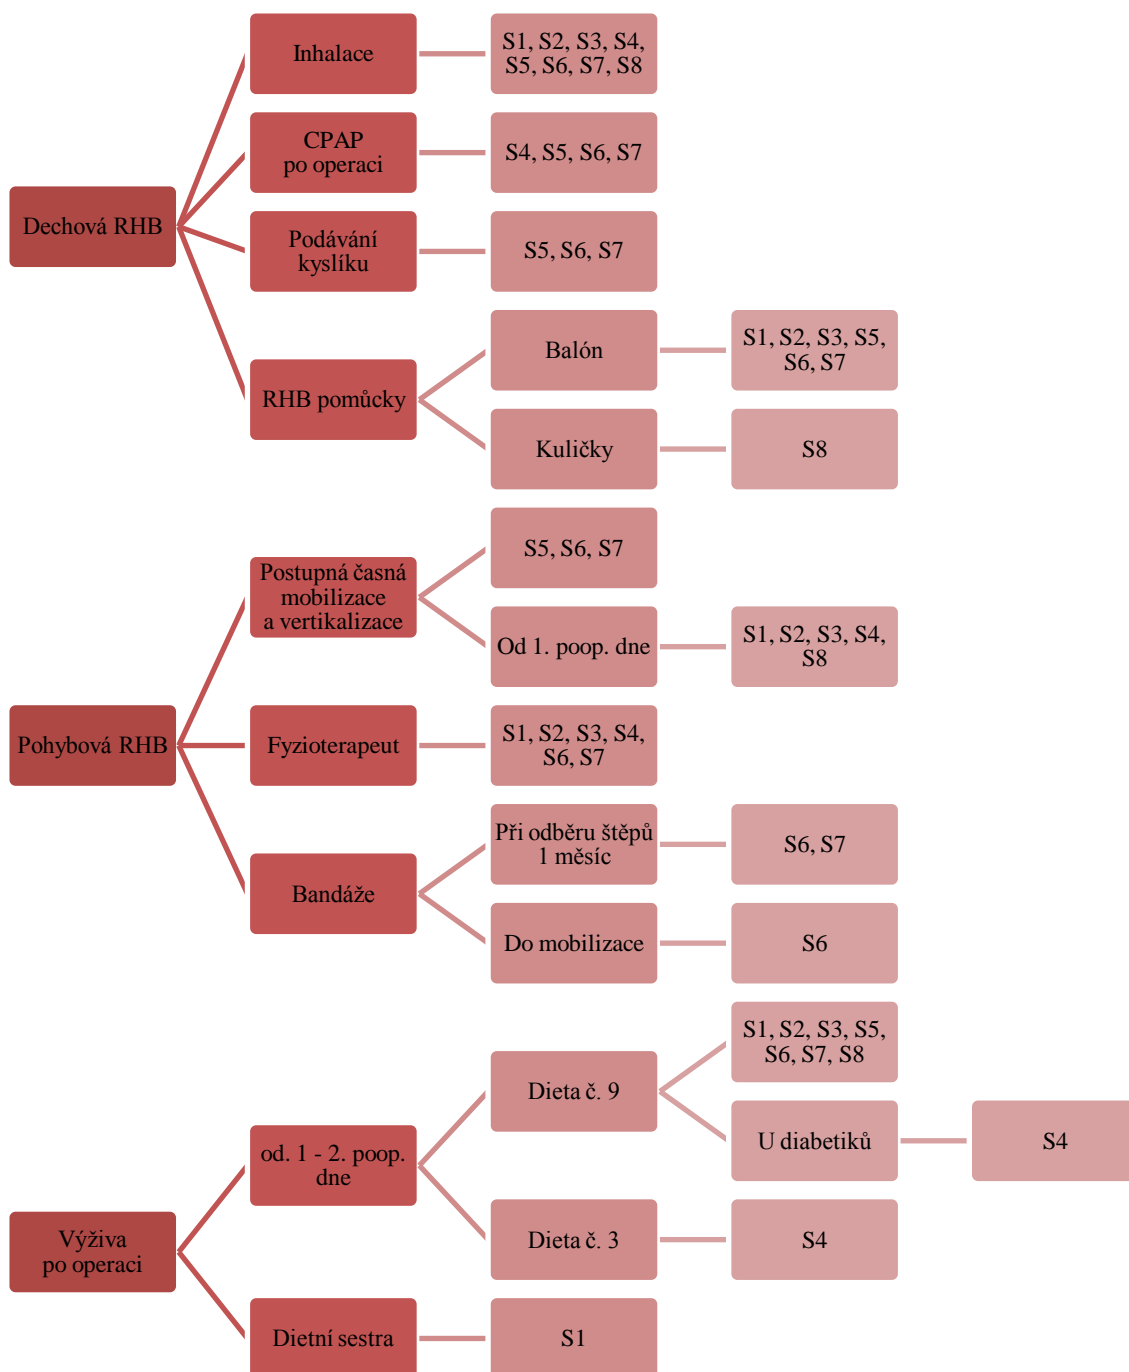 Dechová RHB
Inhalace
S1, S2, S3, S4,
S5, S6, S7, S8
CPAP
po operaci
S4, S5, S6, S7
Podávání
kyslíku
S5, S6, S7
RHB pomůcky
Balón
S1, S2, S3, S5,
S6, S7
Kuličky
S8
Pohybová RHB
Postupná časná
mobilizace
a vertikalizace
S5, S6, S7
Od 1. poop. dne
S1, S2, S3, S4,
S8
Fyzioterapeut
S1, S2, S3, S4,
S6, S7
Bandáže
Při odběru štěpů
1 měsíc
S6, S7
Do mobilizace
S6
Výživa
po operaci
od. 1 - 2. poop.
dne
Dieta č. 9
S1, S2, S3, S5,
S6, S7, S8
U diabetiků
S4
Dieta č. 3
S4
Dietní sestra
S1